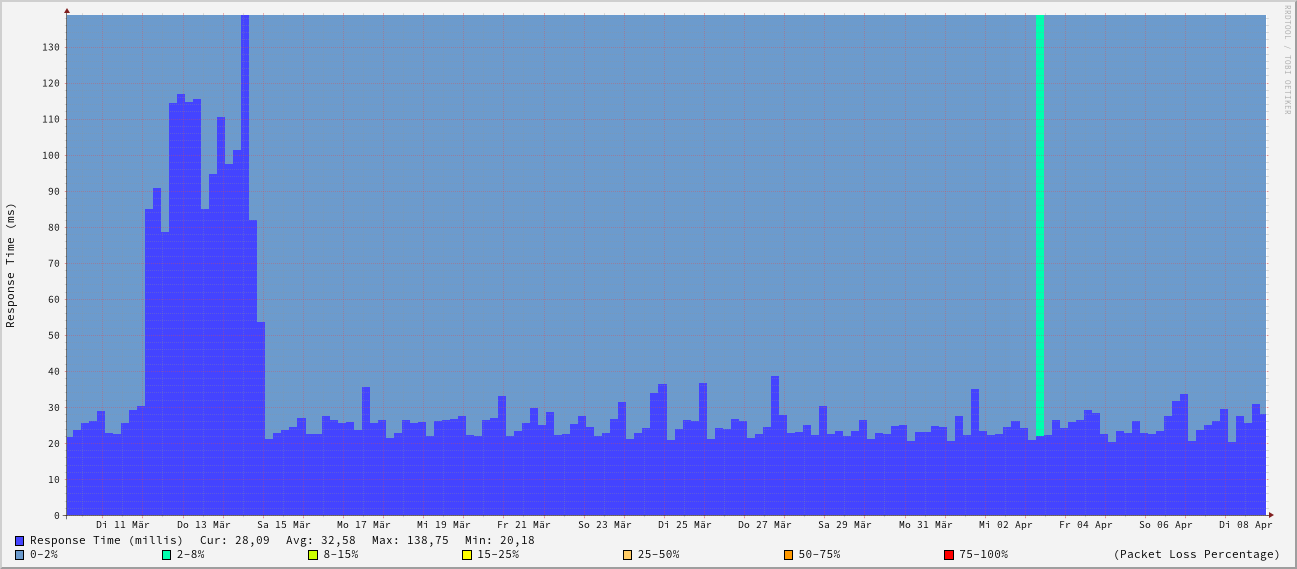 RRDTOOL / TOBI OETIKER
Response Time (ms)
130
120
110
100
90
80
70
60
50
40
30
20
10
0
Di 11 Mär Do 13 Mär Sa 15 Mär Mo 17 Mär Mi 19 Mär Fr 21 Mär So 23 Mär Di 25 Mär Do 27 Mär Sa 29 Mär Mo 31 Mär Mi 02 Apr Fr 04 Apr So 06 Apr Di 08 Apr
Response Time (millis) Cur: 28,09 Avg: 32,58 Max: 138,75 Min: 20,18
0-2% 2-8% 8-15% 15-25% 25-50% 50-75% 75-100% (Packet Loss Percentage)